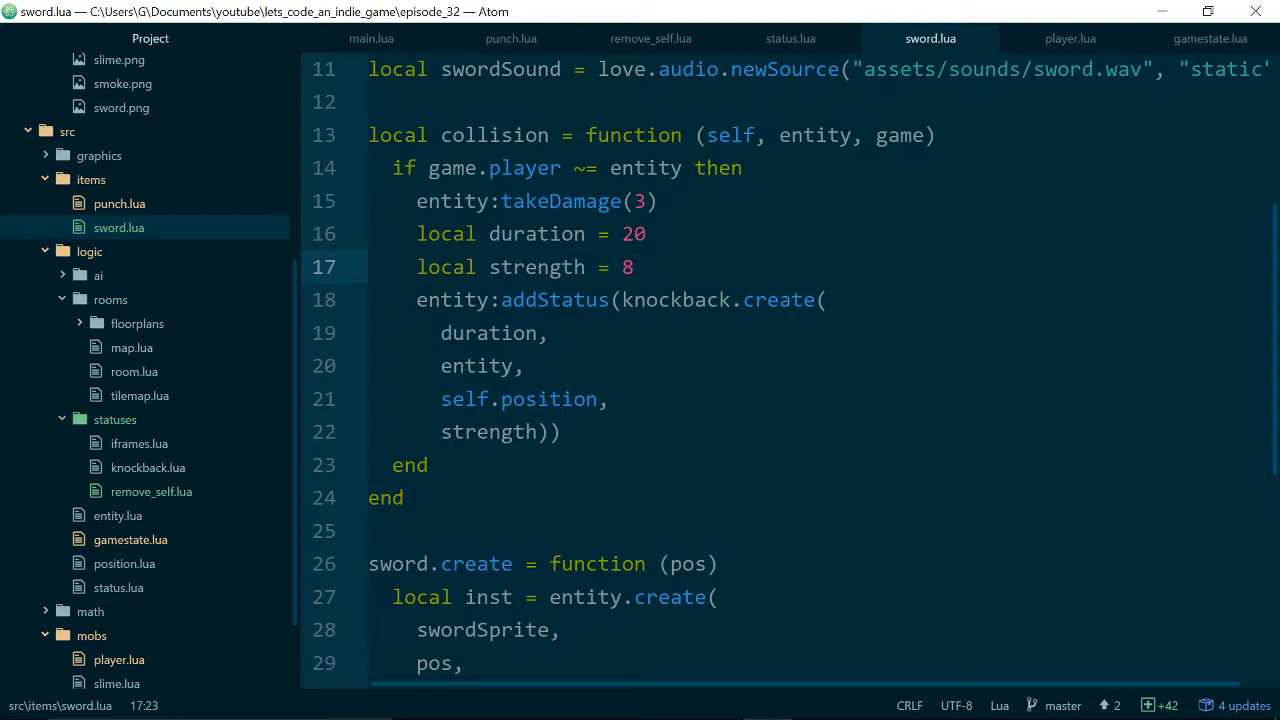 sword.lua — C:\Users\G\Documents\youtube\lets_code_an_indie_game\episode_32 — Atom
Project
main.lua
punch.lua
remove_self.lua
status.lua
sword.lua
player.lua
gamestate.lua
slime.png
smoke.png
sword.png
src
graphics
items
punch.lua
sword.lua
logic
ai
rooms
floorplans
map.lua
room.lua
tilemap.lua
statuses
iframes.lua
knockback.lua
remove_self.lua
entity.lua
gamestate.lua
position.lua
status.lua
math
mobs
player.lua
slime.lua
11 local swordSound = love.audio.newSource("assets/sounds/sword.wav", "static"
12
13 local collision = function (self, entity, game)
14 if game.player ~= entity then
15 entity:takeDamage(3)
16 local duration = 20
17 local strength = 8
18 entity:addStatus(knockback.create(
19 duration,
20 entity,
21 self.position,
22 strength))
23 end
24 end
25
26 sword.create = function (pos)
27 local inst = entity.create(
28 swordSprite,
29 pos,
src\items\sword.lua 17:23 CRLF UTF-8 Lua master 2 +42 4 updates